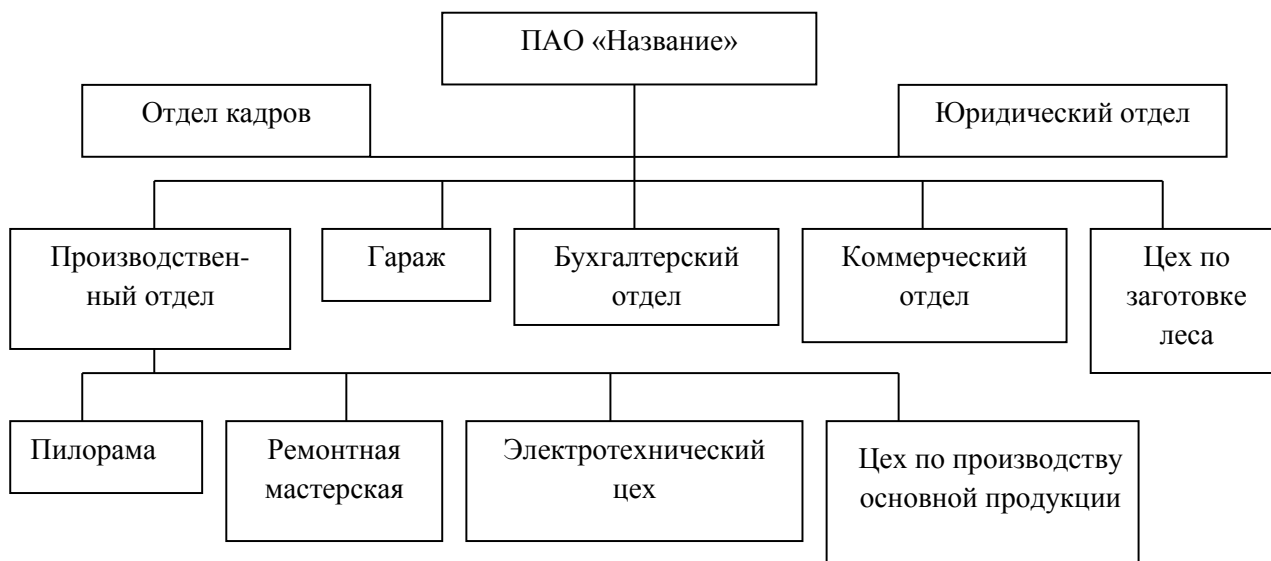 ПАО «Название»
Отдел кадров
Юридический отдел
Производствен-
ный отдел
Гараж
Бухгалтерский
отдел
Коммерческий
отдел
Цех по
заготовке
леса
Пилорама
Ремонтная
мастерская
Электротехнический
цех
Цех по производству
основной продукции